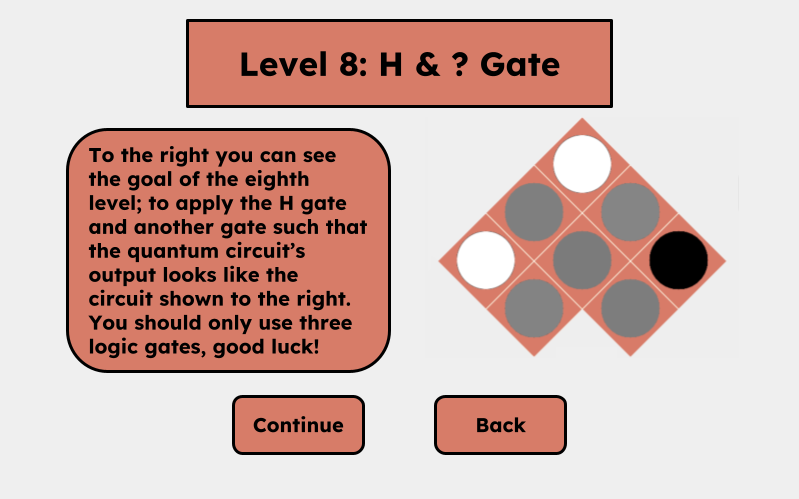 Level 8: H & ? Gate
To the right you can see
the goal of the eighth
level; to apply the H gate
and another gate such that
the quantum circuit’s
output looks like the
circuit shown to the right.
You should only use three
logic gates, good luck!
Continue
Back